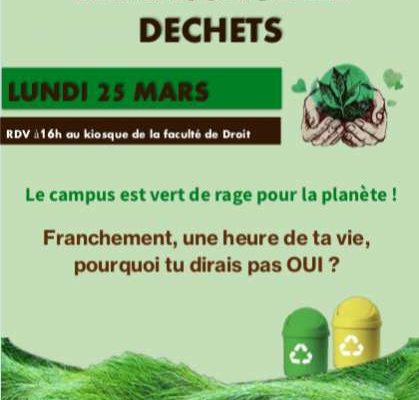 DECHETS
LUNDI 25 MARS
RDV à16h au kiosque de la faculté de Droit
Le campus est vert de rage pour la planète !
Franchement, une heure de ta vie,
pourquoi tu dirais pas OUI ?